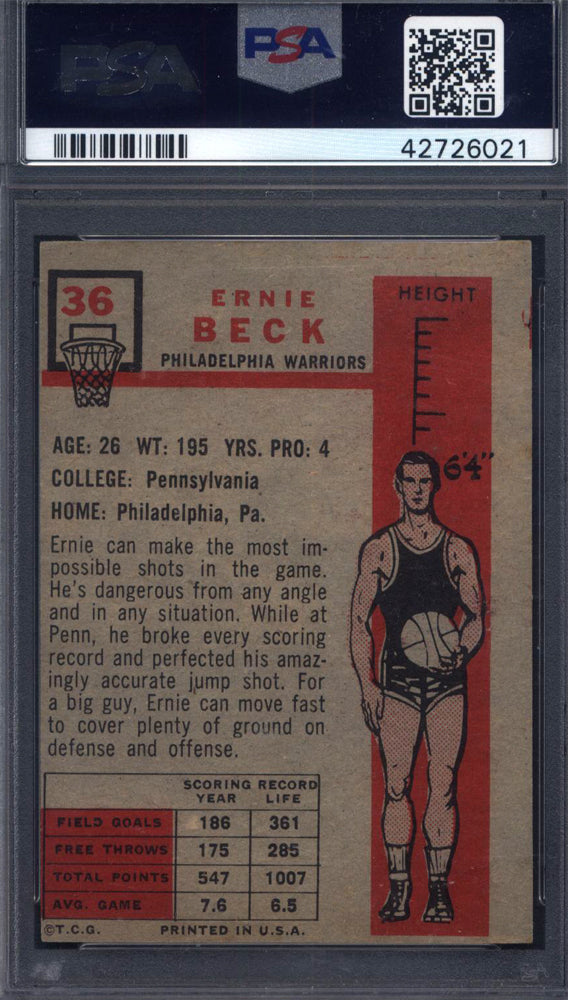 PSA
PSA
42726021
36
ERNIE
BECK
PHILADELPHIA WARRIORS
HEIGHT
6'4"
AGE: 26 WT: 195 YRS. PRO: 4
COLLEGE: Pennsylvania
HOME: Philadelphia, Pa.
Ernie can make the most im-
possible shots in the game.
He's dangerous from any angle
and in any situation. While at
Penn, he broke every scoring
record and perfected his amaz-
ingly accurate jump shot. For
a big guy, Ernie can move fast
to cover plenty of ground on
defense and offense.
SCORING RECORD
YEAR LIFE
FIELD GOALS 186 361
FREE THROWS 175 285
TOTAL POINTS 547 1007
AVG. GAME 7.6 6.5
©T.C.G. PRINTED IN U.S.A.